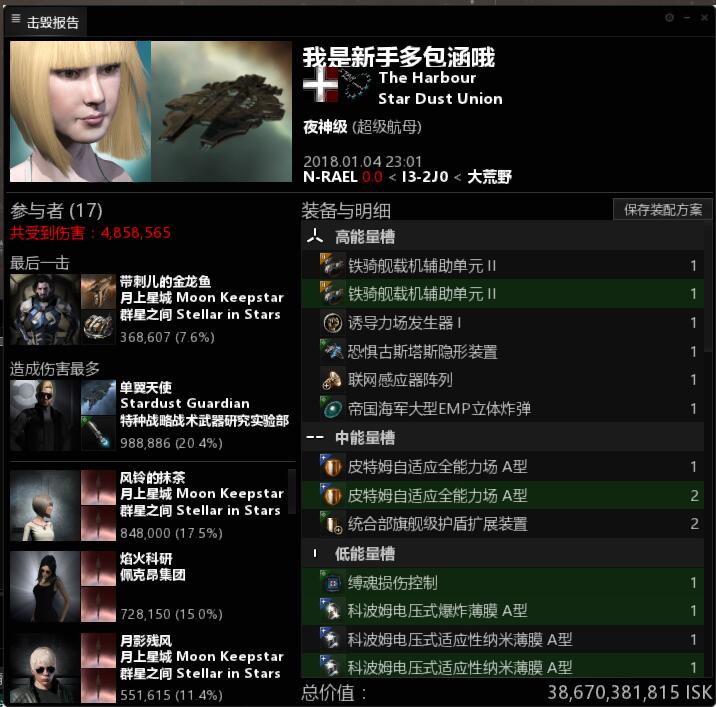 击毁报告
我是新手多包涵哦
The Harbour
Star Dust Union
夜神级 (超级航母)
2018.01.04 23:01
N-RAEL 0.0 < I3-2J0 < 大荒野
参与者 (17)
共受到伤害：4,858,565
最后一击
带刺儿的金龙鱼
月上星城 Moon Keepstar
群星之间 Stellar in Stars
368,607 (7.6%)
造成伤害最多
单翼天使
Stardust Guardian
特种战略战术武器研究实验部
988,886 (20.4%)
风铃的抹茶
月上星城 Moon Keepstar
群星之间 Stellar in Stars
848,000 (17.5%)
焰火科研
佩克昂集团
728,150 (15.0%)
月影残风
月上星城 Moon Keepstar
群星之间 Stellar in Stars
551,615 (11.4%)
装备与明细
保存装配方案
高能量槽
铁骑舰载机辅助单元 II 1
铁骑舰载机辅助单元 II 1
诱导力场发生器 I 1
恐惧古斯塔斯隐形装置 1
联网感应器阵列 1
帝国海军大型EMP立体炸弹 1
中能量槽
皮特姆自适应全能力场 A型 1
皮特姆自适应全能力场 A型 2
统合部旗舰级护盾扩展装置 2
低能量槽
缚魂损伤控制 1
科波姆电压式爆炸薄膜 A型 1
科波姆电压式适应性纳米薄膜 A型 1
科波姆电压式适应性纳米薄膜 A型 1
总价值： 38,670,381,815 ISK